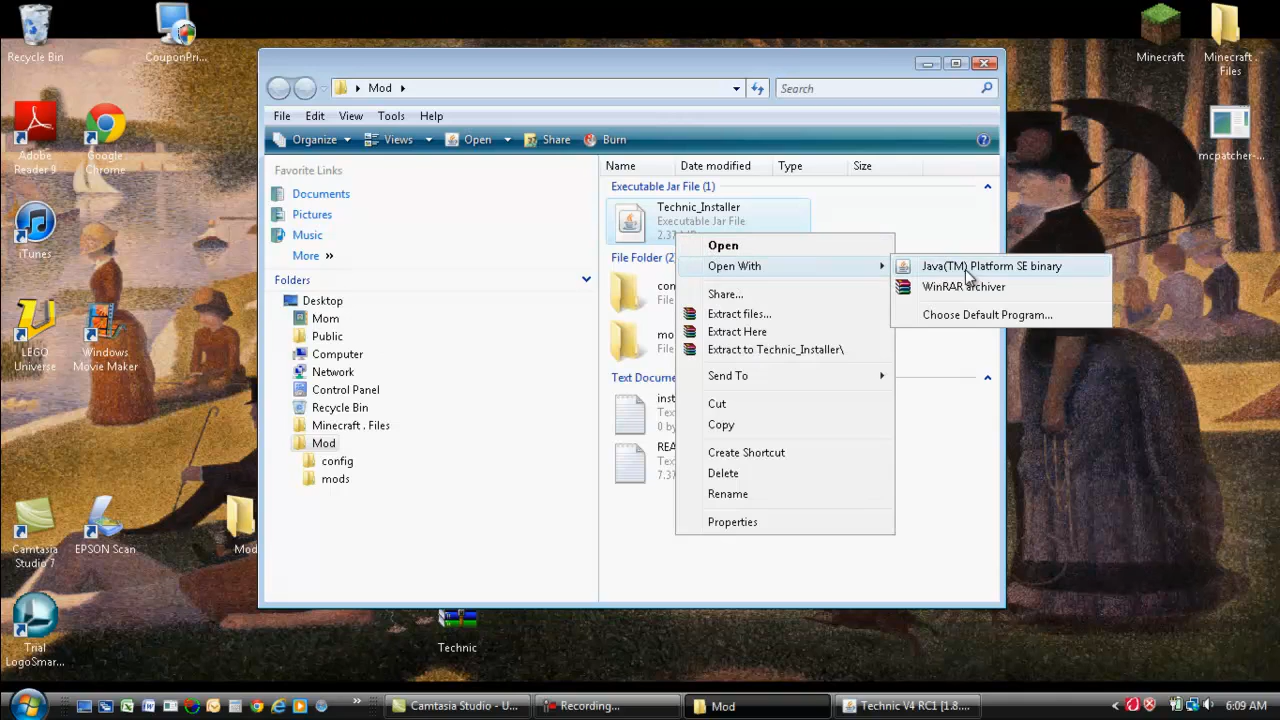 Recycle Bin
CouponPri...
Minecraft
Minecraft .
Files
Adobe
Reader 9
Google
Chrome
mcpatcher-...
iTunes
LEGO
Universe
Windows
Movie Maker
Camtasia
Studio 7
EPSON Scan
Mod
Trial
LogoSmar...
Technic
Mod
Search
File Edit View Tools Help
Organize Views Open Share Burn
Favorite Links
Documents
Pictures
Music
More »
Folders
Desktop
Mom
Public
Computer
Network
Control Panel
Recycle Bin
Minecraft . Files
Mod
config
mods
Name Date modified Type Size
Executable Jar File (1)
Technic_Installer
Executable Jar File
2.37
File Folder (2)
con
File
mo
File
Text Docume
inst
Text
0 by
REA
Text
7.37
Open
Open With
Share...
Extract files...
Extract Here
Extract to Technic_Installer\
Send To
Cut
Copy
Create Shortcut
Delete
Rename
Properties
Java(TM) Platform SE binary
WinRAR archiver
Choose Default Program...
Camtasia Studio - U...
Recording...
Mod
Technic V4 RC1 [1.8....
6:09 AM